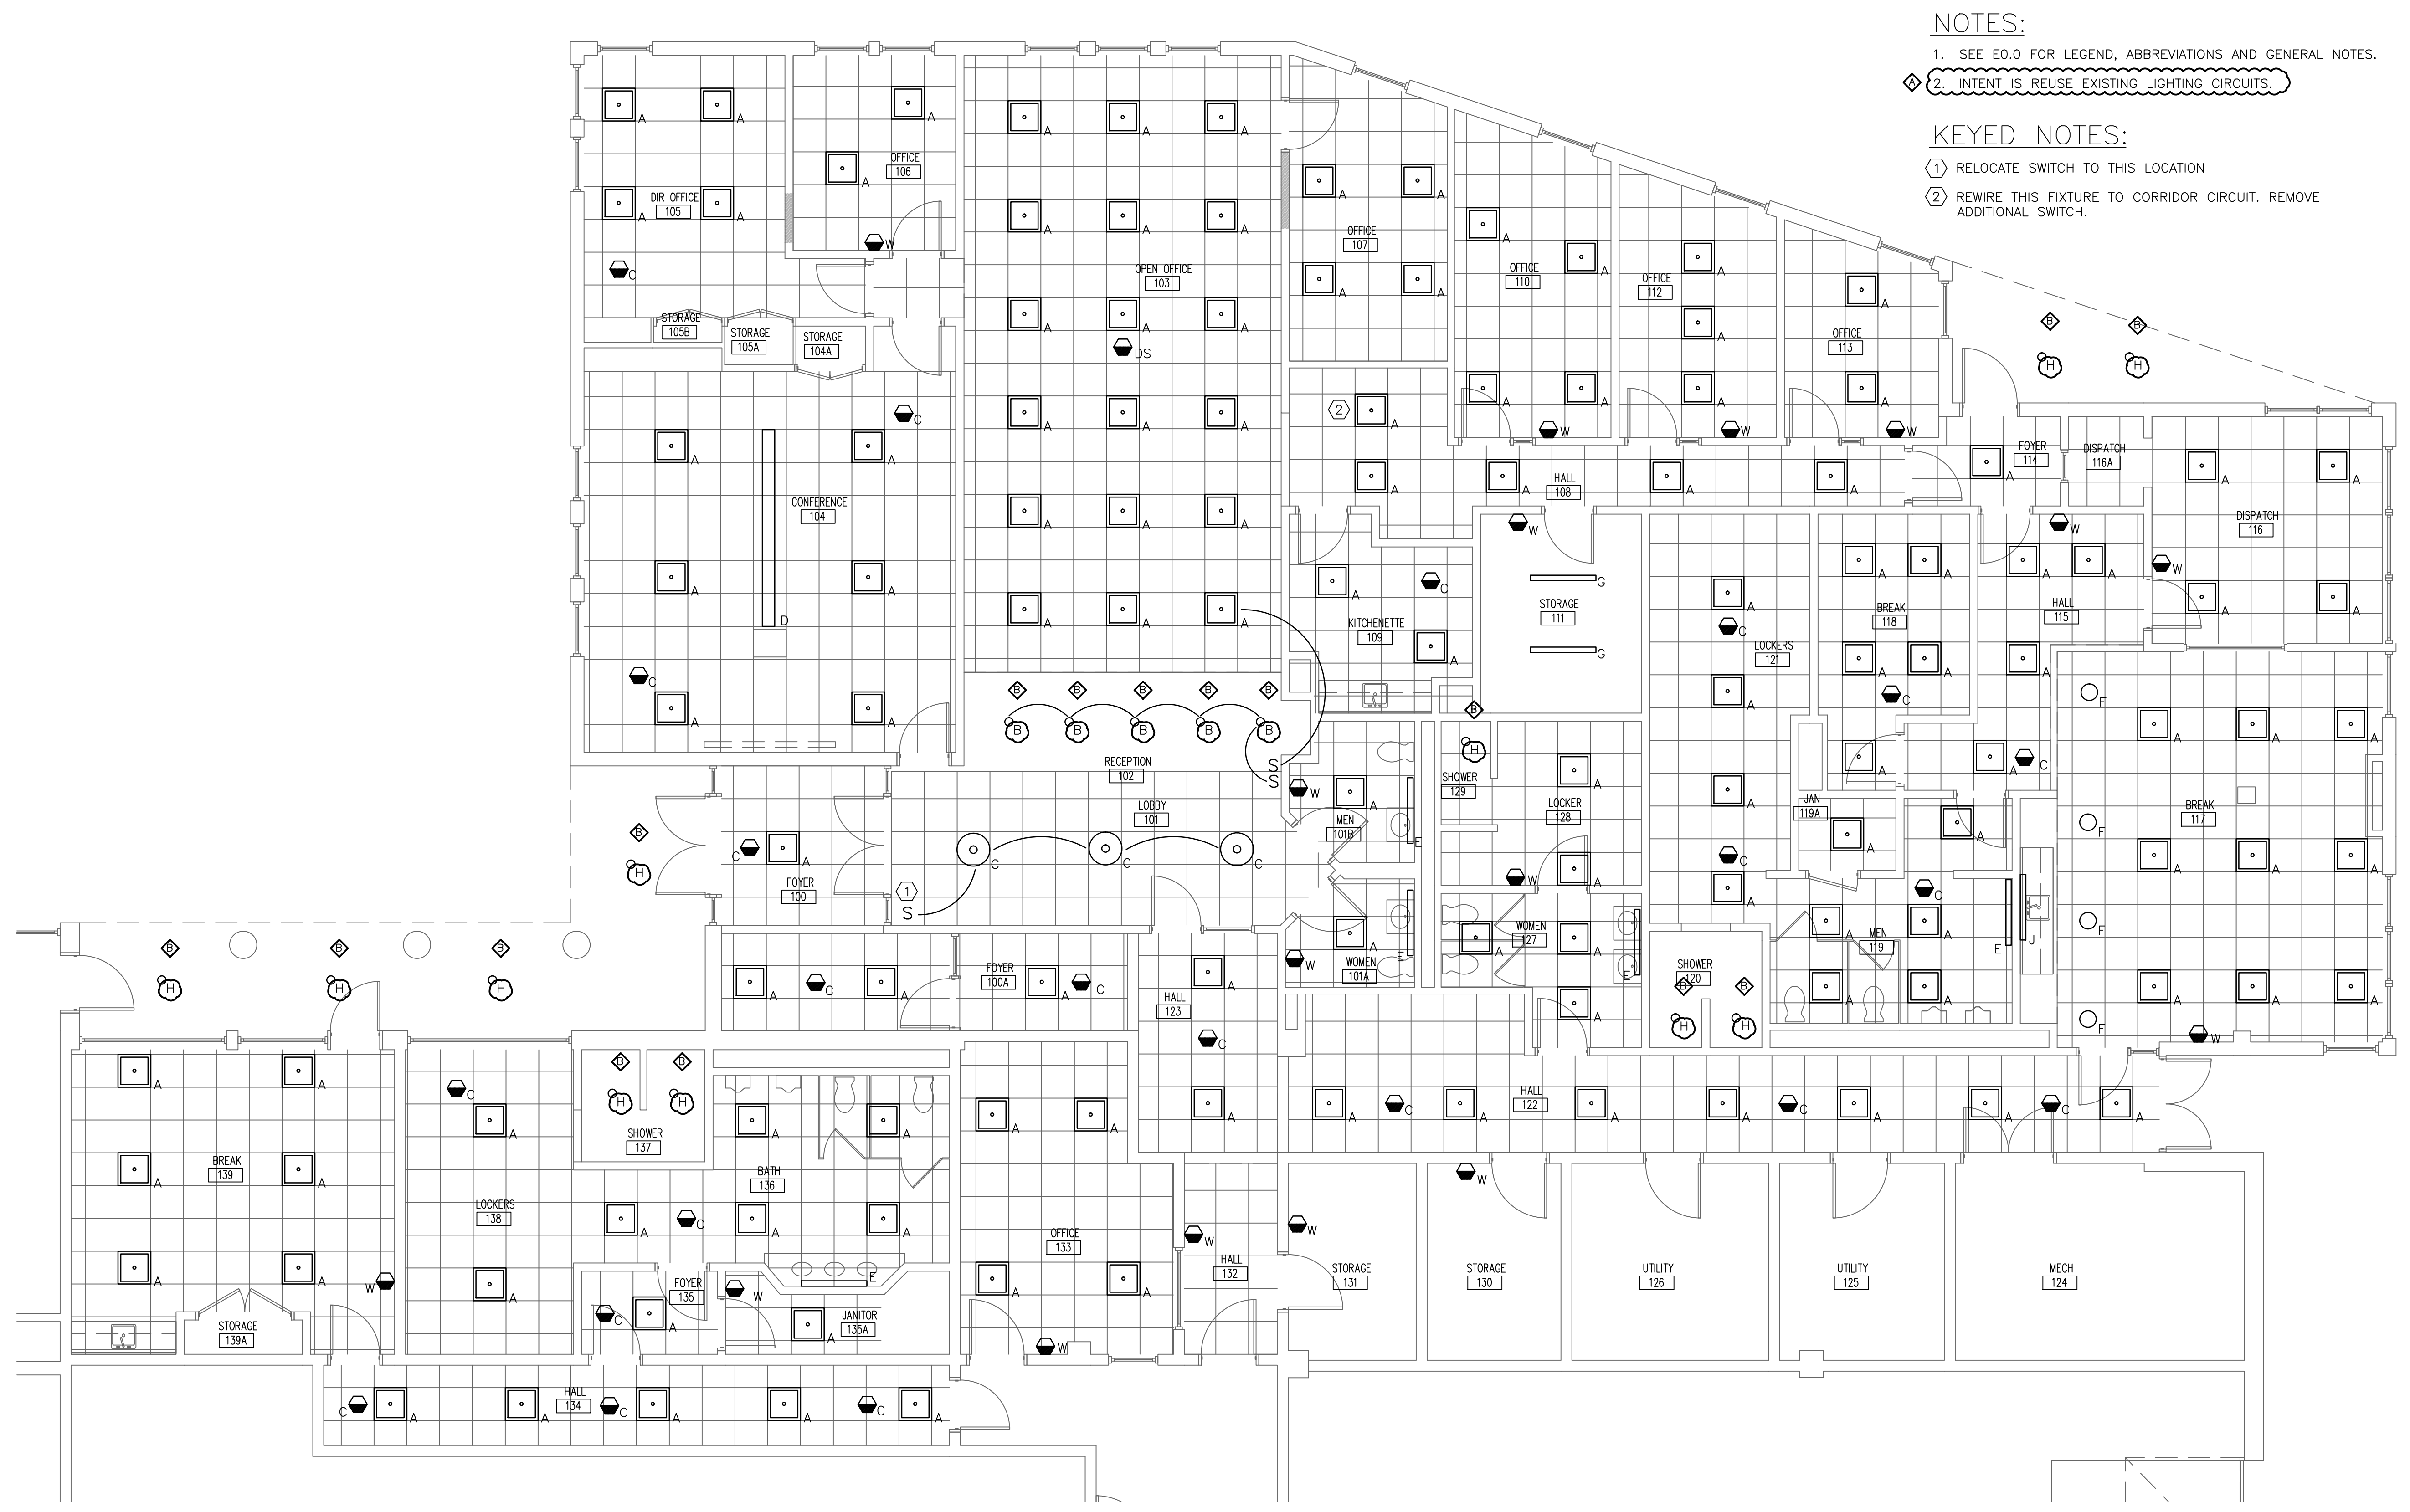 NOTES:
1. SEE E0.0 FOR LEGEND, ABBREVIATIONS AND GENERAL NOTES.
A
2. INTENT IS REUSE EXISTING LIGHTING CIRCUITS.
KEYED NOTES:
1 RELOCATE SWITCH TO THIS LOCATION
2 REWIRE THIS FIXTURE TO CORRIDOR CIRCUIT. REMOVE
ADDITIONAL SWITCH.
A A A
A A A
OFFICE
106
A
DIR OFFICE
105
A A
W
C
A A A
A A A
OPEN OFFICE
103
A A A
DS
A A A
A A A
A A A
OFFICE
107
A A
A A
OFFICE
110
A A
A A
W
OFFICE
112
A
A
A
W
OFFICE
113
A
A
W
B B
H H
STORAGE
105B
STORAGE
105A
STORAGE
104A
C
A A
CONFERENCE
104
A A
D
C
A A
2
A
A A A A
HALL
108
FOYER
114
A
DISPATCH
116A
A A
DISPATCH
116
W
A A
W
W
A
C
KITCHENETTE
109
A
G
STORAGE
111
G
A
C
LOCKERS
121
A
A
C
A
A A
BREAK
118
A A
C
A
A A
HALL
115
A
A
C
B B B B B
B B B B B
RECEPTION
102
S
S
LOBBY
101
C C C
1
S
B
H
C
A
FOYER
100
W
A
MEN
101B
E
W
A
WOMEN
101A
E
B
H
SHOWER
129
A
LOCKER
128
W
A
WOMEN
127
A A
E
A
JAN
119A
A
A
C
A A
MEN
119
E
J
A A
SHOWER
120
B B
H H
F
A A A
BREAK
117
F
A A A
F
A A A
F
W
B B B
H H H
A
C
A
FOYER
100A
A
C
HALL
123
A
C
A
A
C
A
HALL
122
A A
C
A A
C
A
A A
BREAK
139
A A
A A
W
STORAGE
139A
C
A
LOCKERS
138
A
B B
H H
SHOWER
137
A A
BATH
136
A
C
A A
E
FOYER
135
C
A
W
JANITOR
135A
A
A A
OFFICE
133
A A
W
W
HALL
132
W
STORAGE
131
W
STORAGE
130
UTILITY
126
UTILITY
125
MECH
124
C
A A
HALL
134
C
A A
C
A